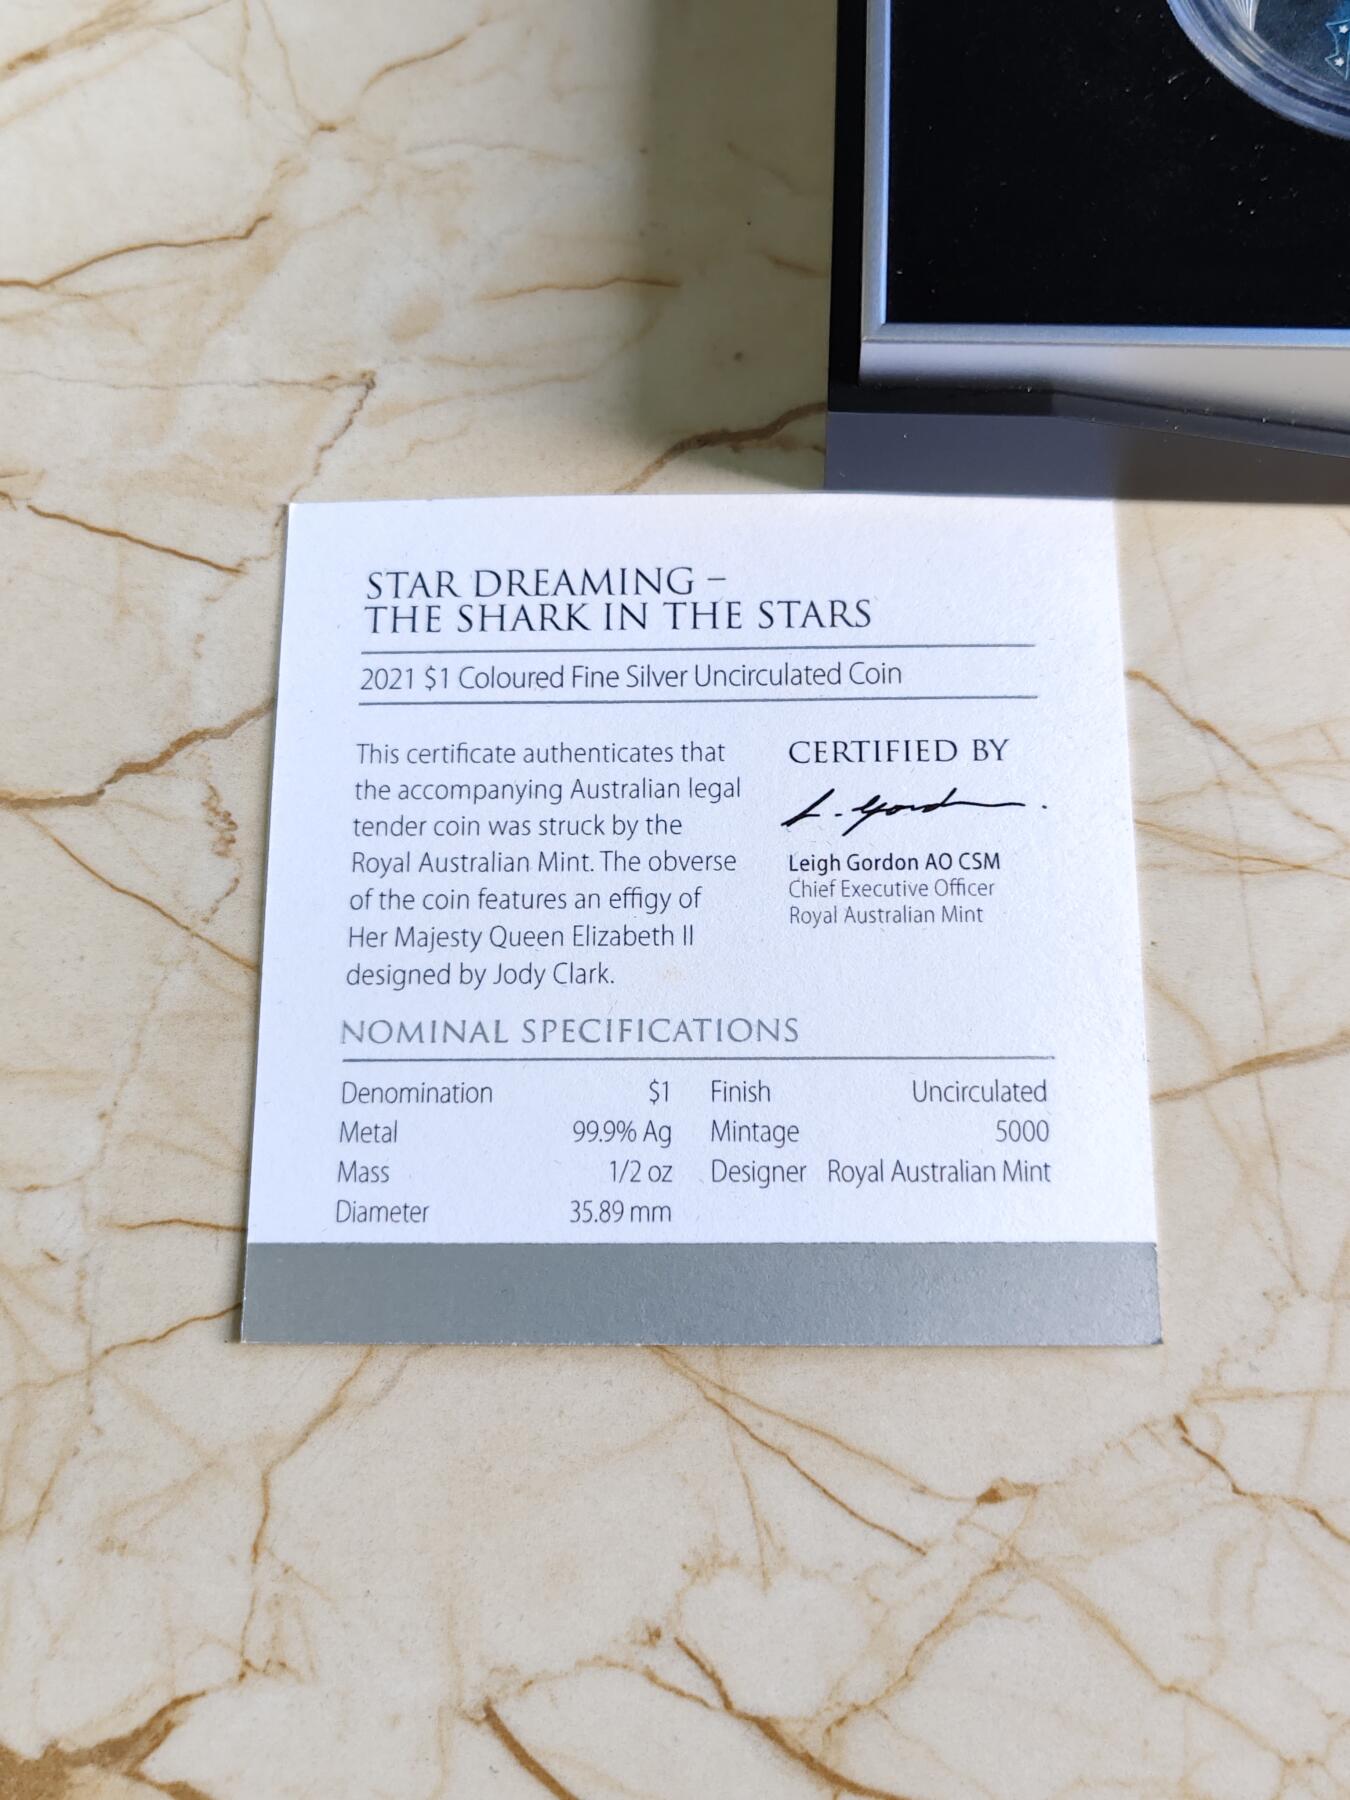 STAR DREAMING –
THE SHARK IN THE STARS
2021 $1 Coloured Fine Silver Uncirculated Coin
This certificate authenticates that
the accompanying Australian legal
tender coin was struck by the
Royal Australian Mint. The obverse
of the coin features an effigy of
Her Majesty Queen Elizabeth II
designed by Jody Clark.
CERTIFIED BY
L. Gordon.
Leigh Gordon AO CSM
Chief Executive Officer
Royal Australian Mint
NOMINAL SPECIFICATIONS
Denomination $1 Finish Uncirculated
Metal 99.9% Ag Mintage 5000
Mass 1/2 oz Designer Royal Australian Mint
Diameter 35.89 mm